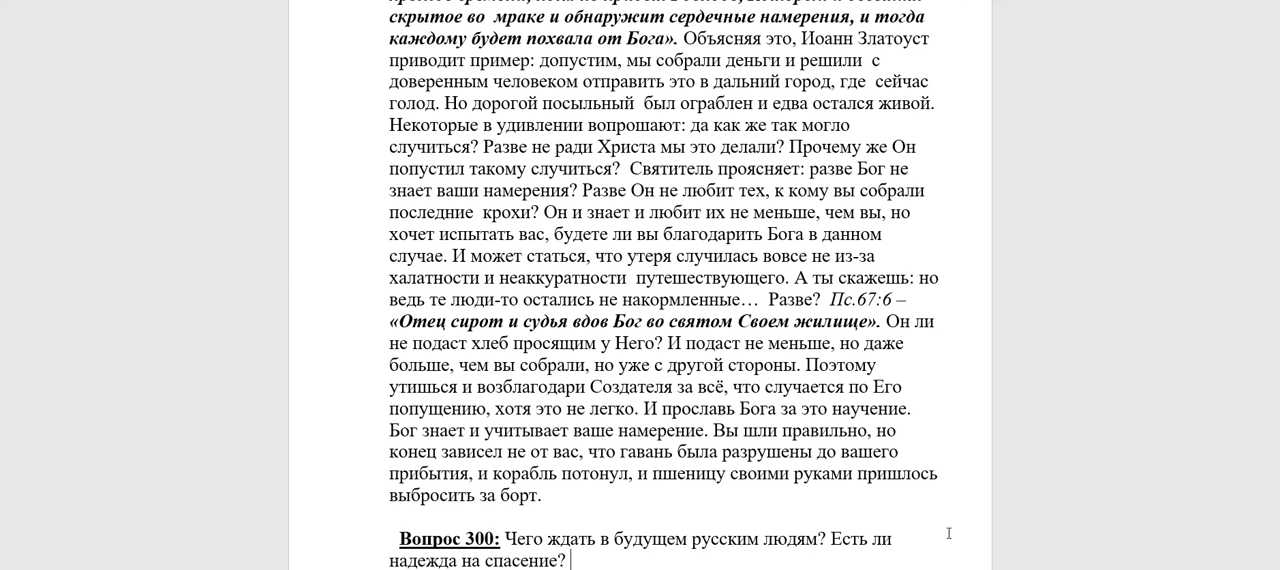 скрытое во мраке и обнаружит сердечные намерения, и тогда
каждому будет похвала от Бога». Объясняя это, Иоанн Златоуст
приводит пример: допустим, мы собрали деньги и решили с
доверенным человеком отправить это в дальний город, где сейчас
голод. Но дорогой посыльный был ограблен и едва остался живой.
Некоторые в удивлении вопрошают: да как же так могло
случиться? Разве не ради Христа мы это делали? Прочему же Он
попустил такому случиться? Святитель проясняет: разве Бог не
знает ваши намерения? Разве Он не любит тех, к кому вы собрали
последние крохи? Он и знает и любит их не меньше, чем вы, но
хочет испытать вас, будете ли вы благодарить Бога в данном
случае. И может статься, что утеря случилась вовсе не из-за
халатности и неаккуратности путешествующего. А ты скажешь: но
ведь те люди-то остались не накормленные… Разве? Пс.67:6 –
«Отец сирот и судья вдов Бог во святом Своем жилище». Он ли
не подаст хлеб просящим у Него? И подаст не меньше, но даже
больше, чем вы собрали, но уже с другой стороны. Поэтому
утишься и возблагодари Создателя за всё, что случается по Его
попущению, хотя это не легко. И прославь Бога за это научение.
Бог знает и учитывает ваше намерение. Вы шли правильно, но
конец зависел не от вас, что гавань была разрушены до вашего
прибытия, и корабль потонул, и пшеницу своими руками пришлось
выбросить за борт.
Вопрос 300: Чего ждать в будущем русским людям? Есть ли
надежда на спасение?